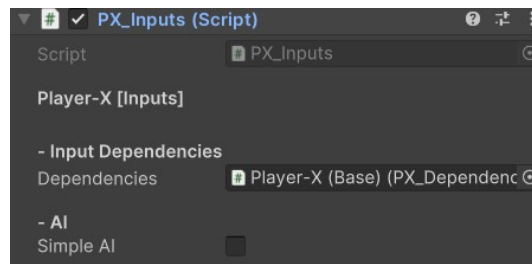 PX_Inputs (Script)
Script PX_Inputs
Player-X [Inputs]
- Input Dependencies
Dependencies Player-X (Base) (PX_Dependenc
- AI
Simple AI